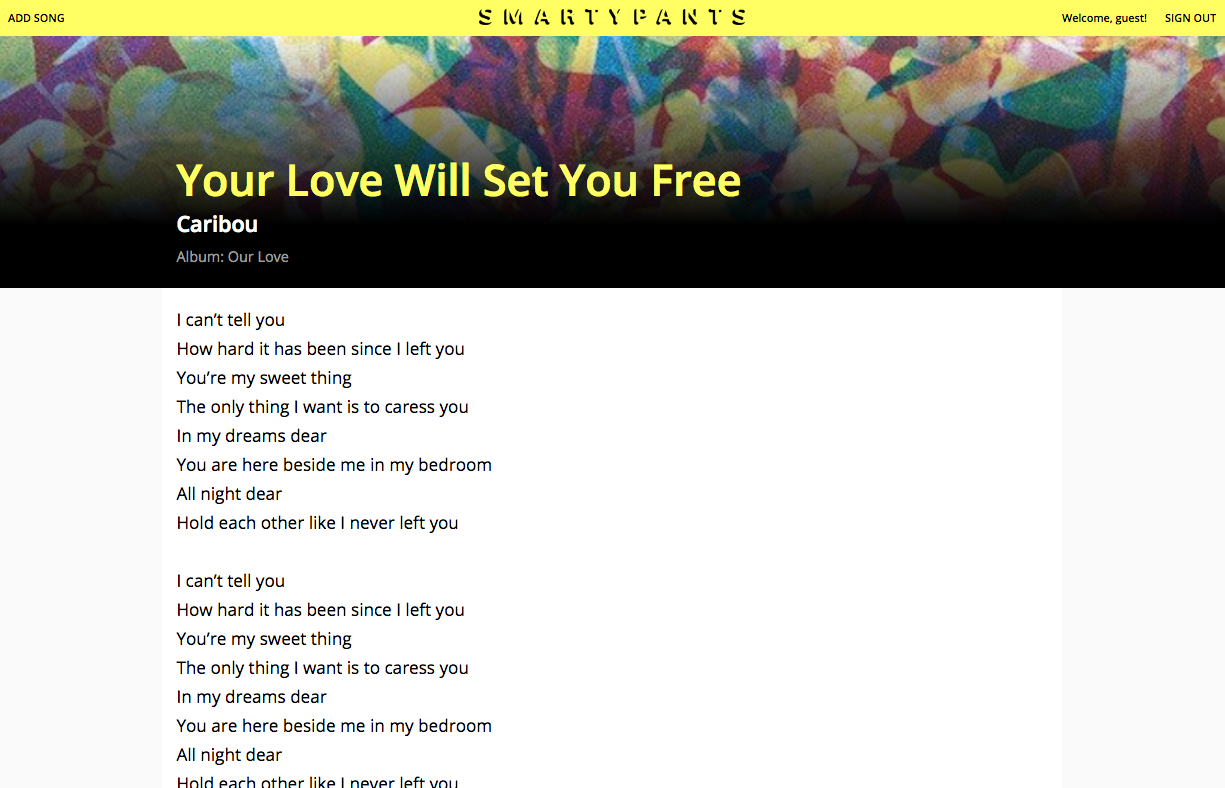 ADD SONG
SMARTYPANTS
Welcome, guest! SIGN OUT
Your Love Will Set You Free
Caribou
Album: Our Love
I can’t tell you
How hard it has been since I left you
You’re my sweet thing
The only thing I want is to caress you
In my dreams dear
You are here beside me in my bedroom
All night dear
Hold each other like I never left you
I can’t tell you
How hard it has been since I left you
You’re my sweet thing
The only thing I want is to caress you
In my dreams dear
You are here beside me in my bedroom
All night dear
Hold each other like I never left you